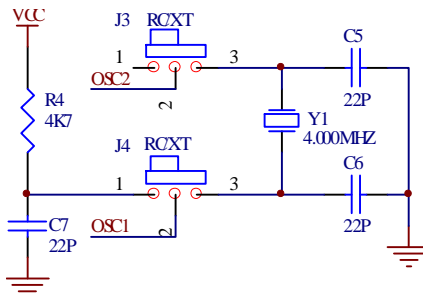 VCC
J3 RC/XT
C5
1
3
OSC2
2
22P
R4
4K7
Y1
4.000MHZ
J4 RC/XT
C6
1
3
C7
22P
OSC1
2
22P